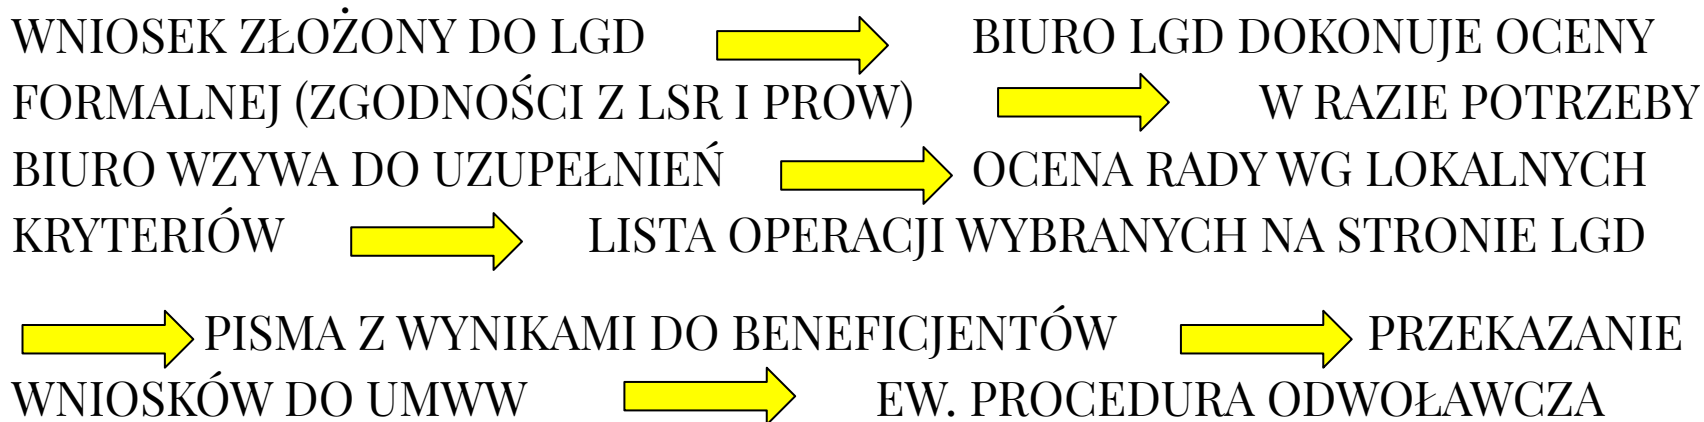 WNIOSEK ZŁOŻONY DO LGD BIURO LGD DOKONUJE OCENY
FORMALNEJ (ZGODNOŚCI Z LSR I PROW) W RAZIE POTRZEBY
BIURO WZYWA DO UZUPEŁNIEŃ OCENA RADY WG LOKALNYCH
KRYTERIÓW LISTA OPERACJI WYBRANYCH NA STRONIE LGD
PISMA Z WYNIKAMI DO BENEFICJENTÓW PRZEKAZANIE
WNIOSKÓW DO UMWW EW. PROCEDURA ODWOŁAWCZA